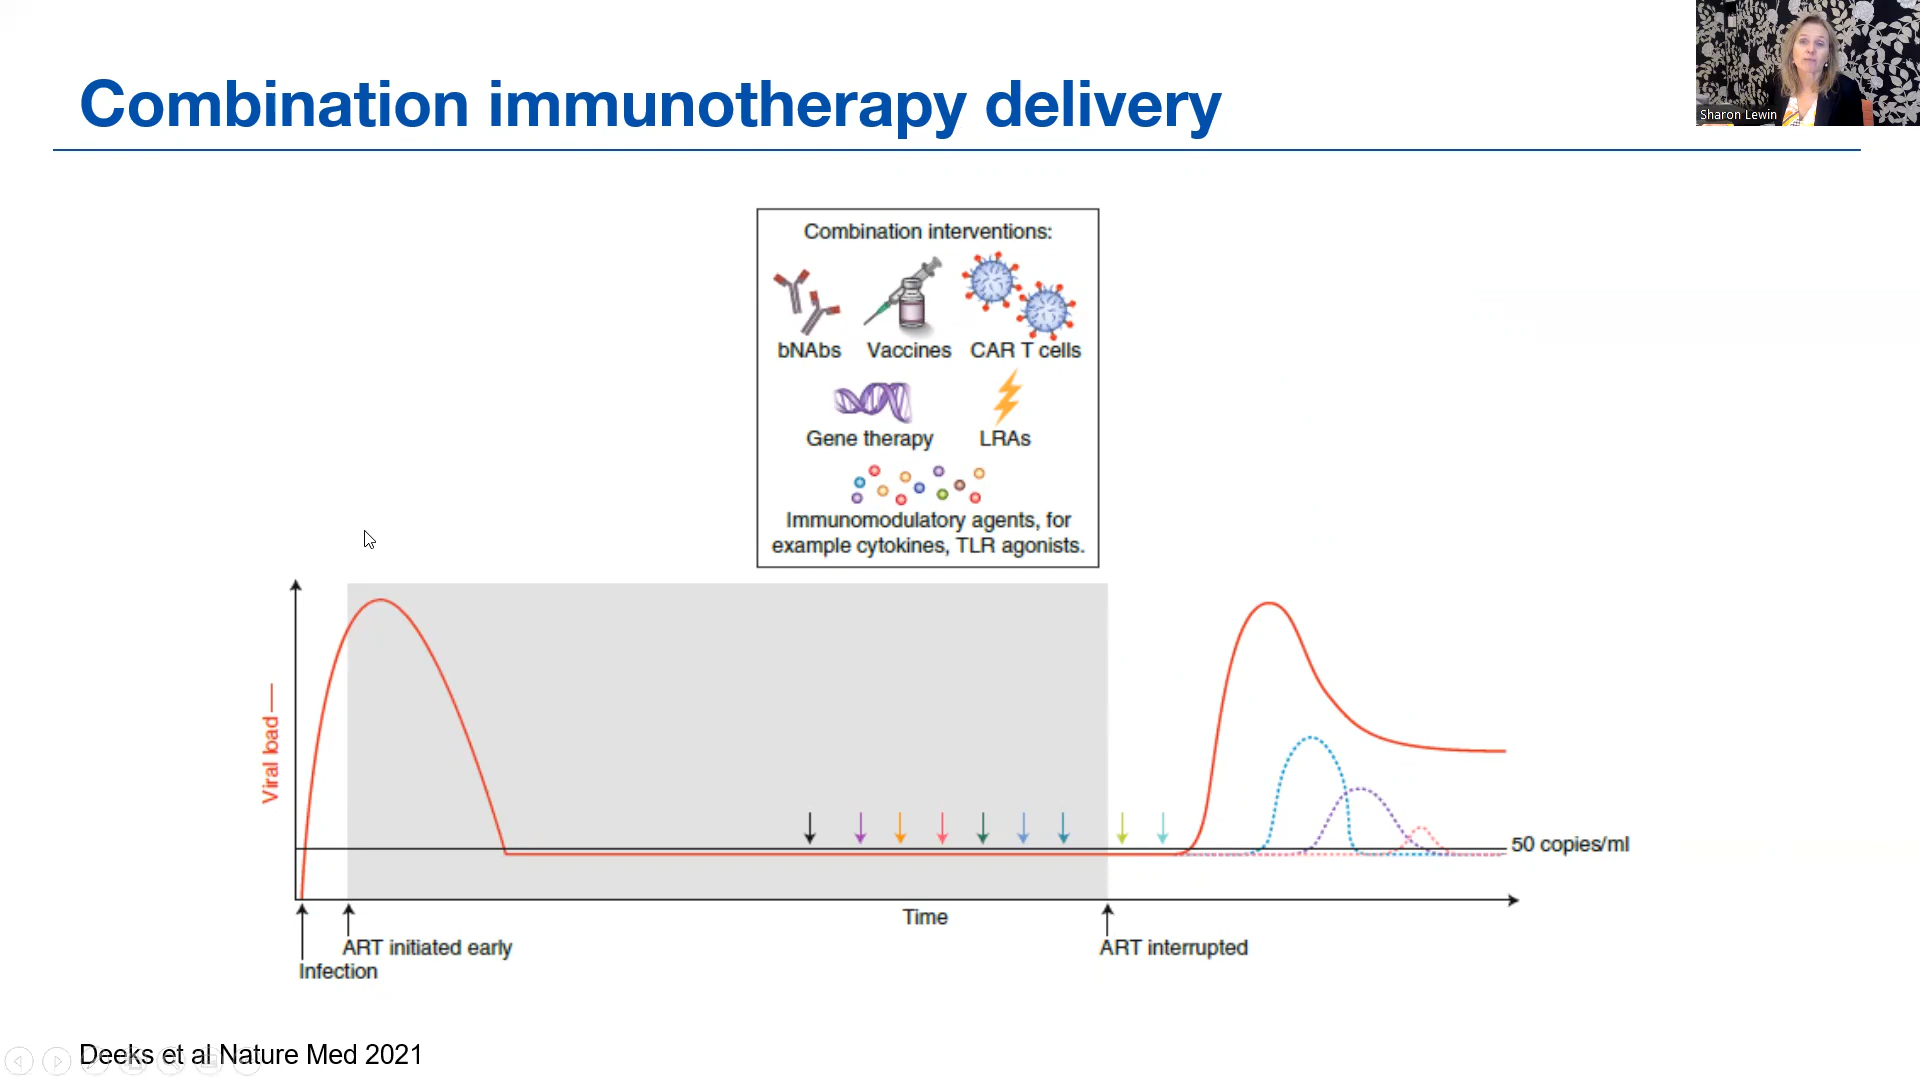 Combination immunotherapy delivery
Sharon Lewin
Combination interventions:
bNAbs Vaccines CAR T cells
Gene therapy LRAs
Immunomodulatory agents, for
example cytokines, TLR agonists.
Viral load
50 copies/ml
Time
ART initiated early
ART interrupted
Infection
Deeks et al Nature Med 2021